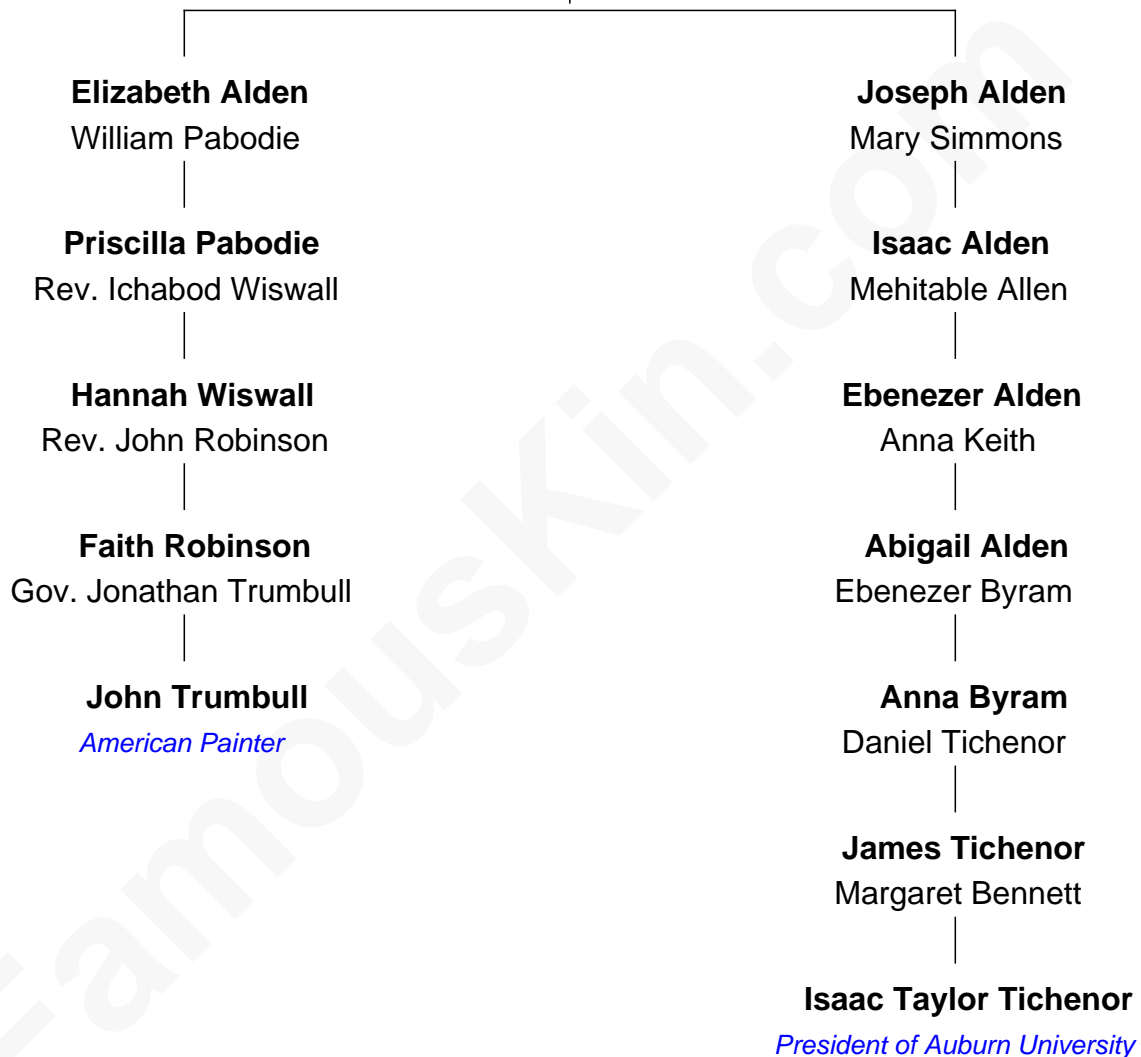 Elizabeth Alden
William Pabodie
Priscilla Pabodie
Rev. Ichabod Wiswall
Hannah Wiswall
Rev. John Robinson
Faith Robinson
Gov. Jonathan Trumbull
John Trumbull
American Painter
Joseph Alden
Mary Simmons
Isaac Alden
Mehitable Allen
Ebenezer Alden
Anna Keith
Abigail Alden
Ebenezer Byram
Anna Byram
Daniel Tichenor
James Tichenor
Margaret Bennett
Isaac Taylor Tichenor
President of Auburn University
FamousKin.com